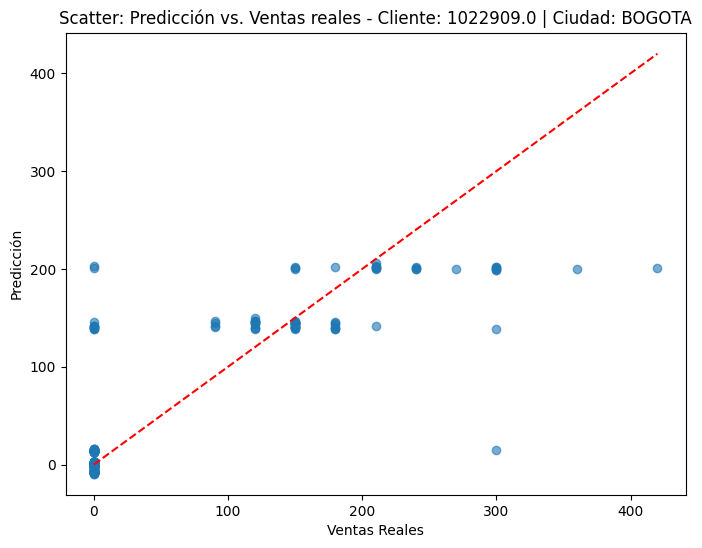 Scatter: Predicción vs. Ventas reales - Cliente: 1022909.0 | Ciudad: BOGOTA
400
300
200
100
0
Predicción
0 100 200 300 400
Ventas Reales